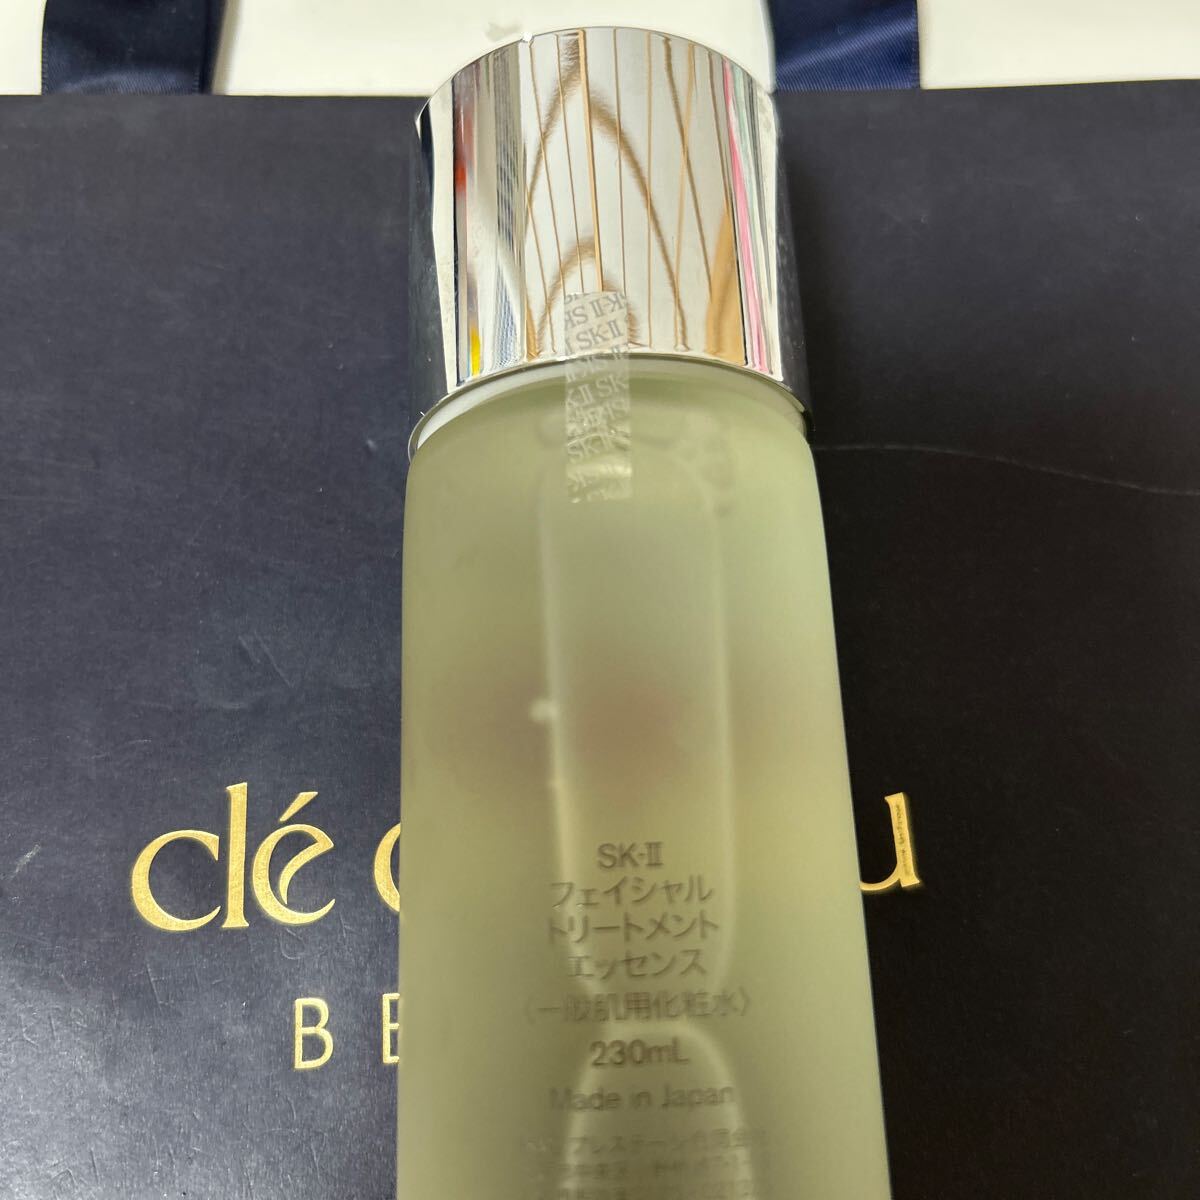 SK-II
SK-II
SK-II
clé
u
BE
SK-II
フェイシャル
トリートメント
エッセンス
〈一般肌用化粧水〉
230mL
Made in Japan